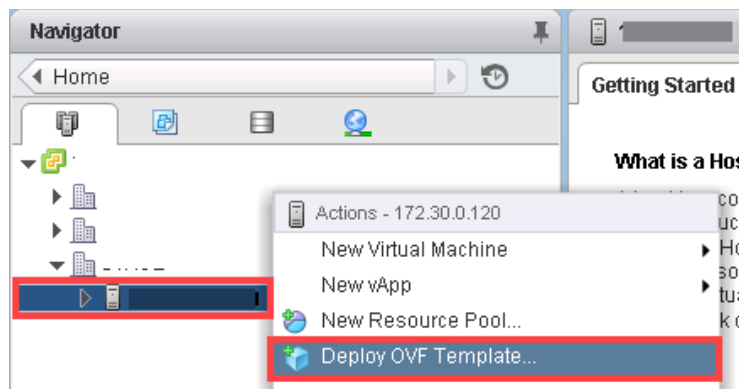 Navigator
Home
Getting Started
What is a Hos
Actions - 172.30.0.120
New Virtual Machine
New vApp
New Resource Pool...
Deploy OVF Template...